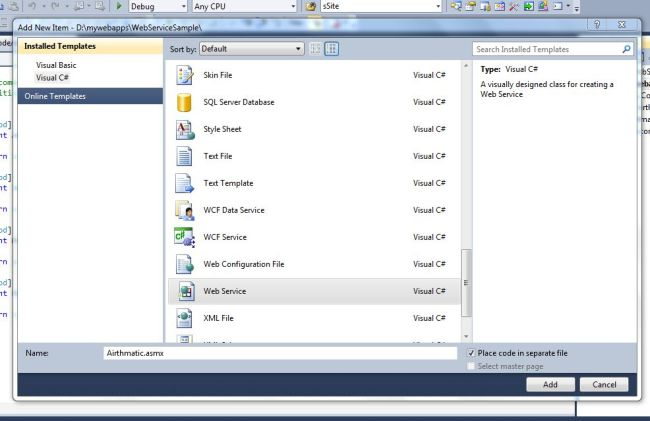 Debug
Any CPU
sSite
Add New Item - D:\mywebapps\WebServiceSample\
Installed Templates
Visual Basic
Visual C#
Online Templates
Sort by: Default
Search Installed Templates
Skin File Visual C#
SQL Server Database Visual C#
Style Sheet Visual C#
Text File Visual C#
Text Template Visual C#
WCF Data Service Visual C#
WCF Service Visual C#
Web Configuration File Visual C#
Web Service Visual C#
XML File Visual C#
Type: Visual C#
A visually designed class for creating a
Web Service
Name: Airthmatic.asmx
Place code in separate file
Select master page
Add
Cancel